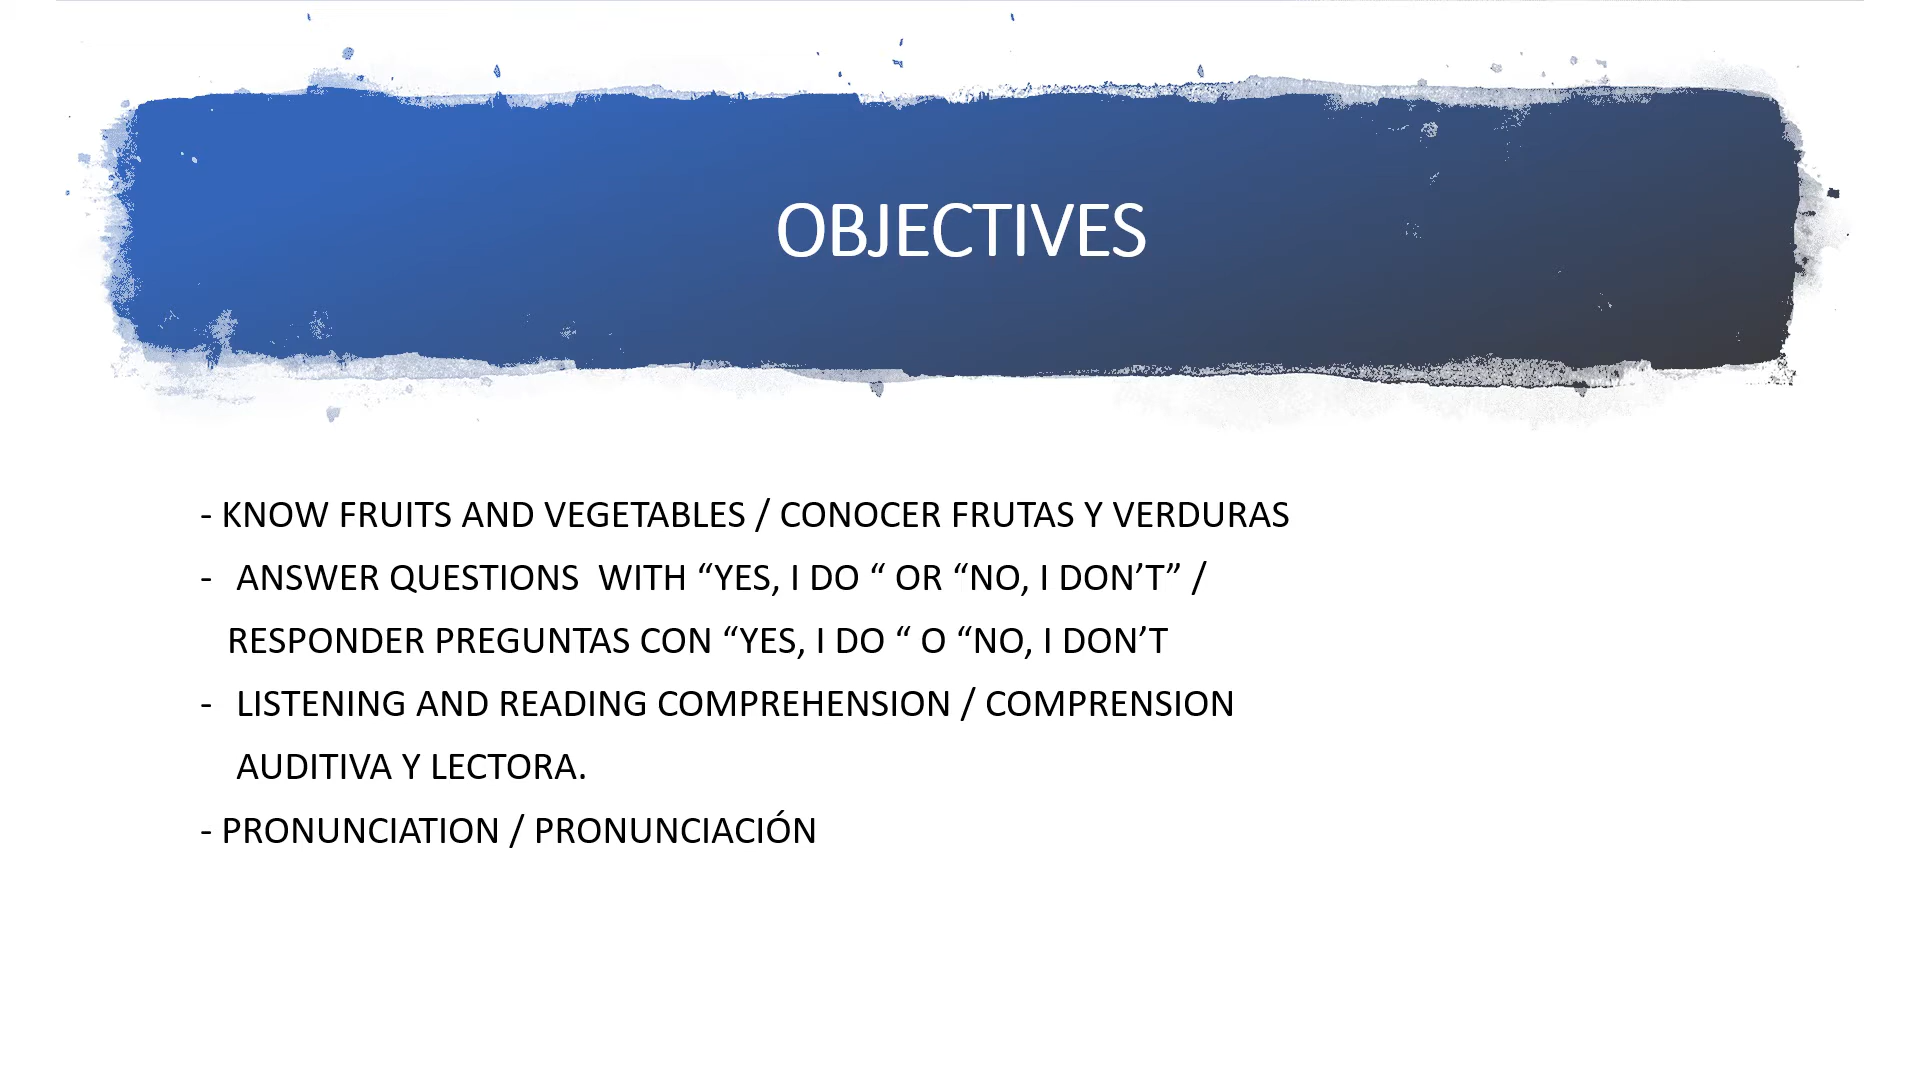 OBJECTIVES
- KNOW FRUITS AND VEGETABLES / CONOCER FRUTAS Y VERDURAS
- ANSWER QUESTIONS  WITH “YES, I DO “ OR “NO, I DON’T” /
RESPONDER PREGUNTAS CON “YES, I DO “ O “NO, I DON’T
- LISTENING AND READING COMPREHENSION / COMPRENSION
AUDITIVA Y LECTORA.
- PRONUNCIATION / PRONUNCIACIÓN